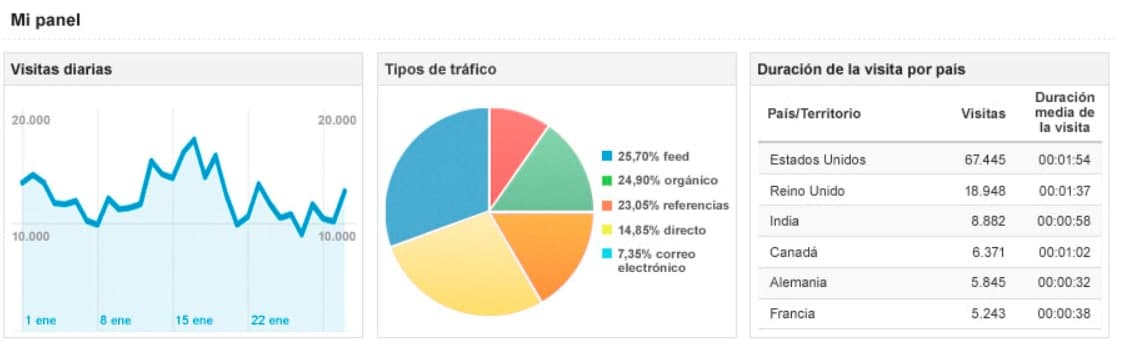 Mi panel
Visitas diarias
20.000
20.000
10.000
10.000
1 ene
8 ene
15 ene
22 ene
Tipos de tráfico
25,70% feed
24,90% orgánico
23,05% referencias
14,85% directo
7,35% correo
electrónico
Duración de la visita por país
País/Territorio Visitas Duración
media de
la visita
Estados Unidos 67.445 00:01:54
Reino Unido 18.948 00:01:37
India 8.882 00:00:58
Canadá 6.371 00:01:02
Alemania 5.845 00:00:32
Francia 5.243 00:00:38